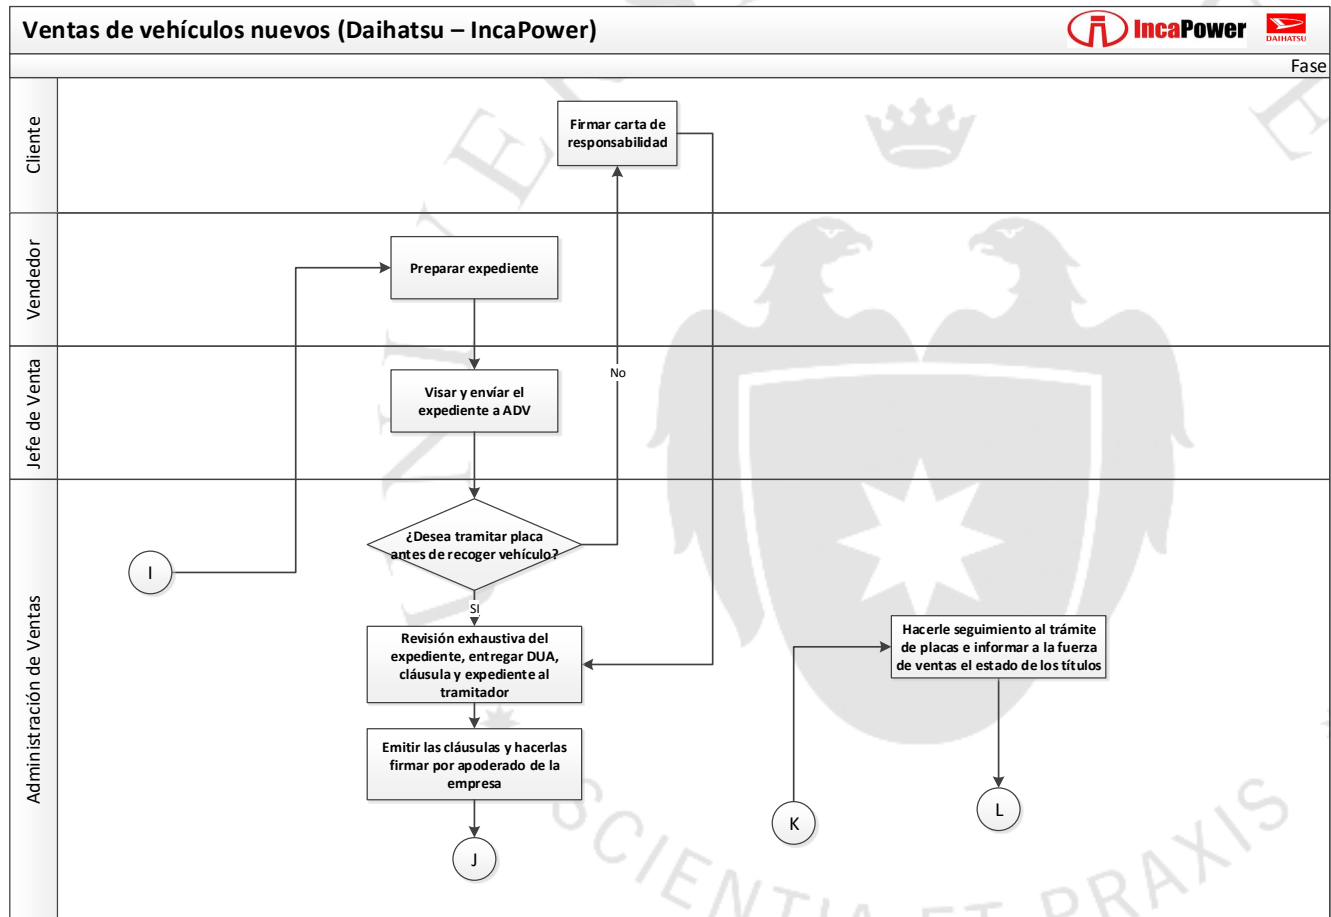 Ventas de vehículos nuevos (Daihatsu – IncaPower)
IncaPower
DAIHATSU
Fase
Cliente
Firmar carta de
responsabilidad
Vendedor
Preparar expediente
Jefe de Venta
Visar y envíar el
expediente a ADV
No
Administración de Ventas
¿Desea tramitar placa
antes de recoger vehículo?
I
SI
Revisión exhaustiva del
expediente, entregar DUA,
cláusula y expediente al
tramitador
Hacerle seguimiento al trámite
de placas e informar a la fuerza
de ventas el estado de los títulos
Emitir las cláusulas y hacerlas
firmar por apoderado de la
empresa
J
K
L
SCIENTIA ET PRAXIS